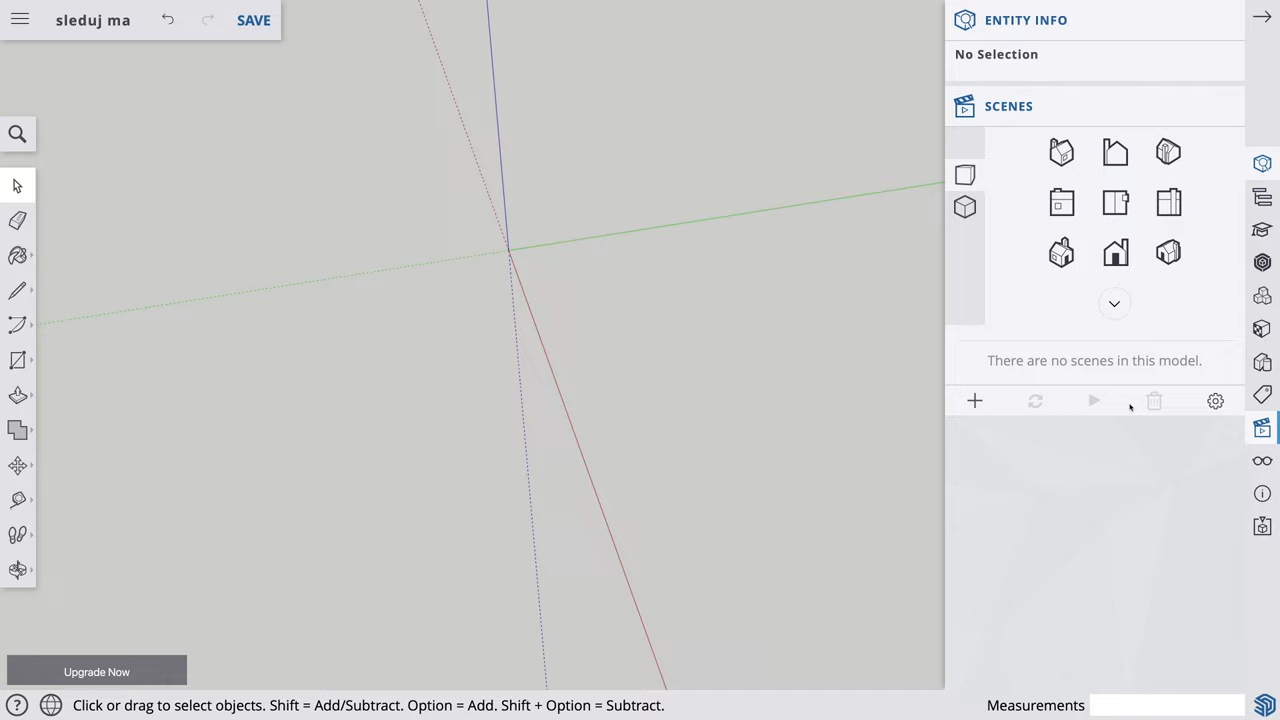 sleduj ma
SAVE
ENTITY INFO
No Selection
SCENES
There are no scenes in this model.
Upgrade Now
Click or drag to select objects. Shift = Add/Subtract. Option = Add. Shift + Option = Subtract.
Measurements